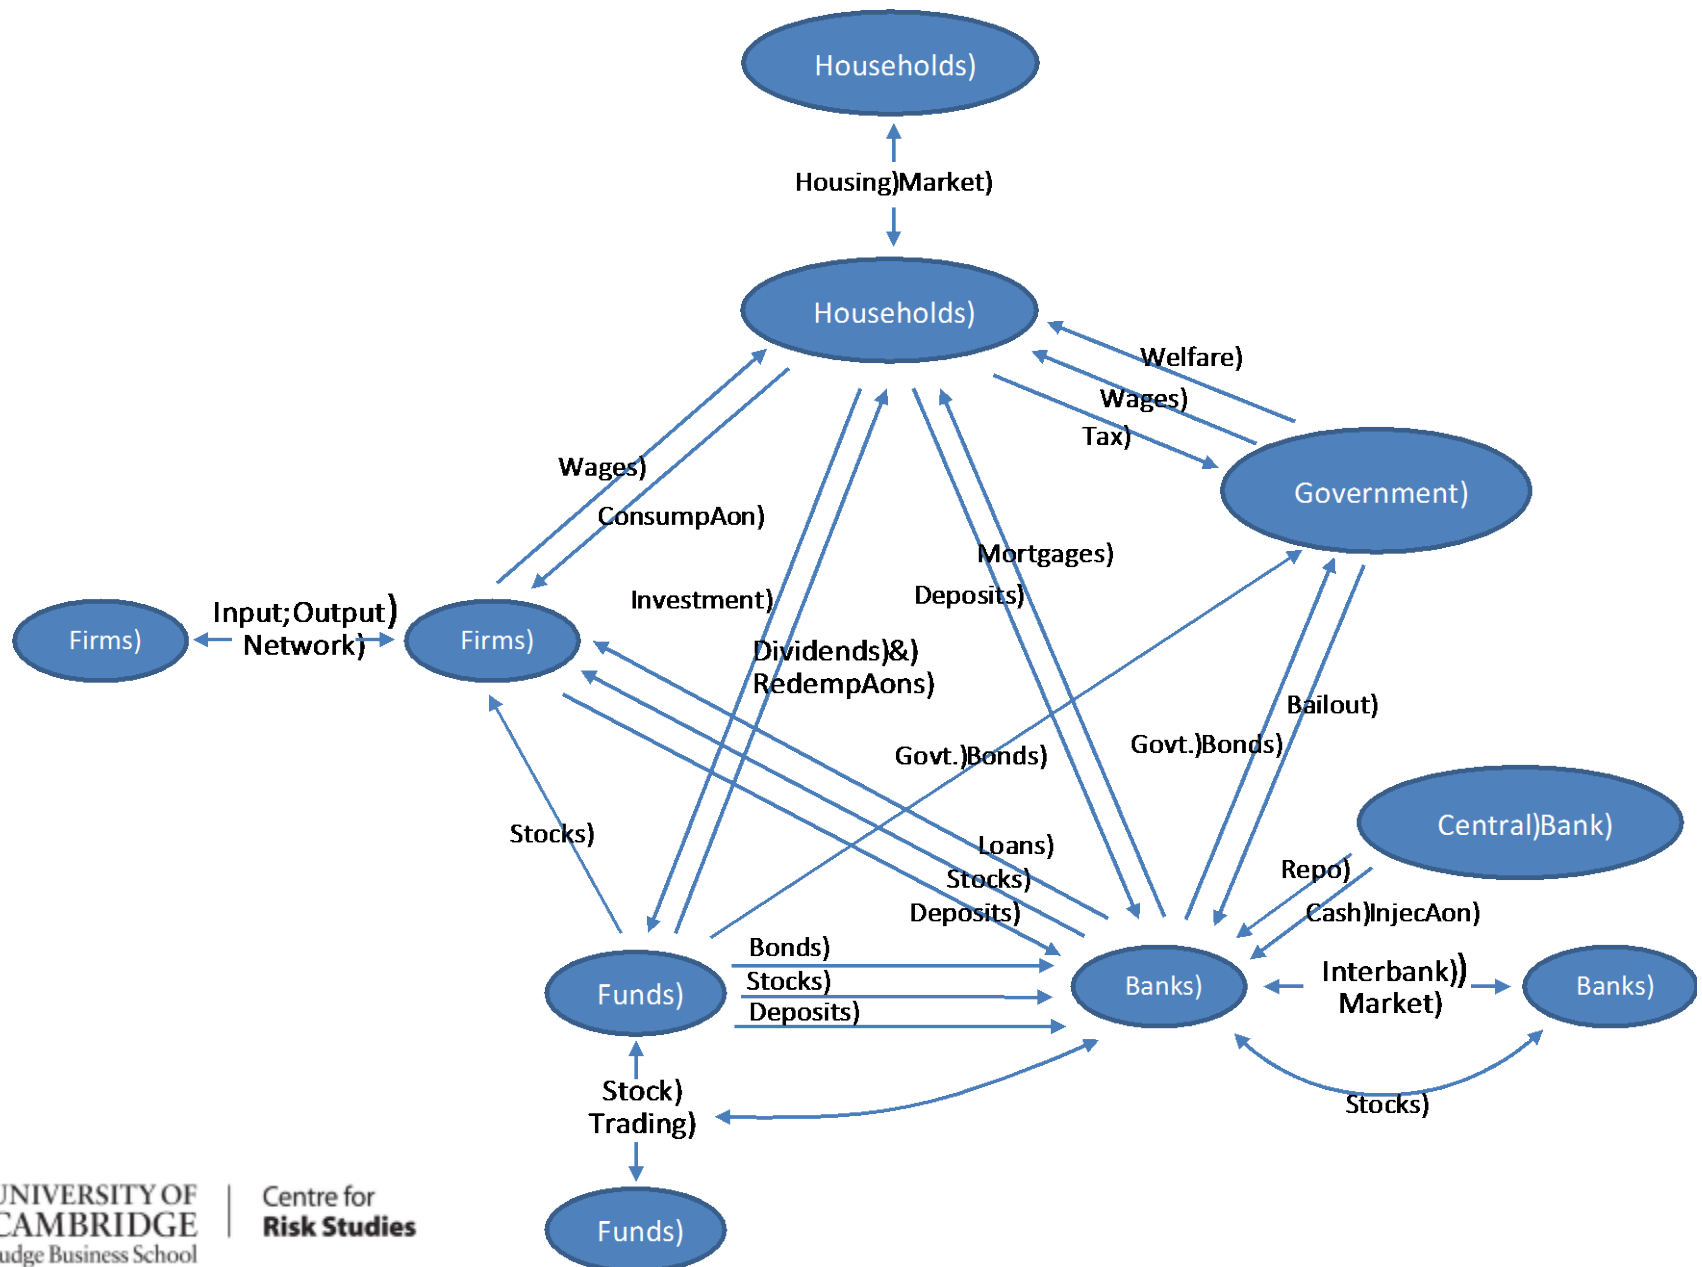 Households)
Housing)Market)
Households)
Welfare)
Wages)
Tax)
Government)
Wages)
ConsumpAon)
Mortgages)
Deposits)
Investment)
Firms)
Input;Output)
Network)
Firms)
Dividends)&)
RedempAons)
Bailout)
Govt.)Bonds)
Govt.)Bonds)
Stocks)
Central)Bank)
Loans)
Repo)
Stocks)
Cash)InjecAon)
Deposits)
Bonds)
Stocks)
Deposits)
Funds)
Banks)
Interbank))
Market)
Banks)
Stock)
Trading)
Stocks)
Funds)
UNIVERSITY OF
CAMBRIDGE
udge Business School
Centre for
Risk Studies